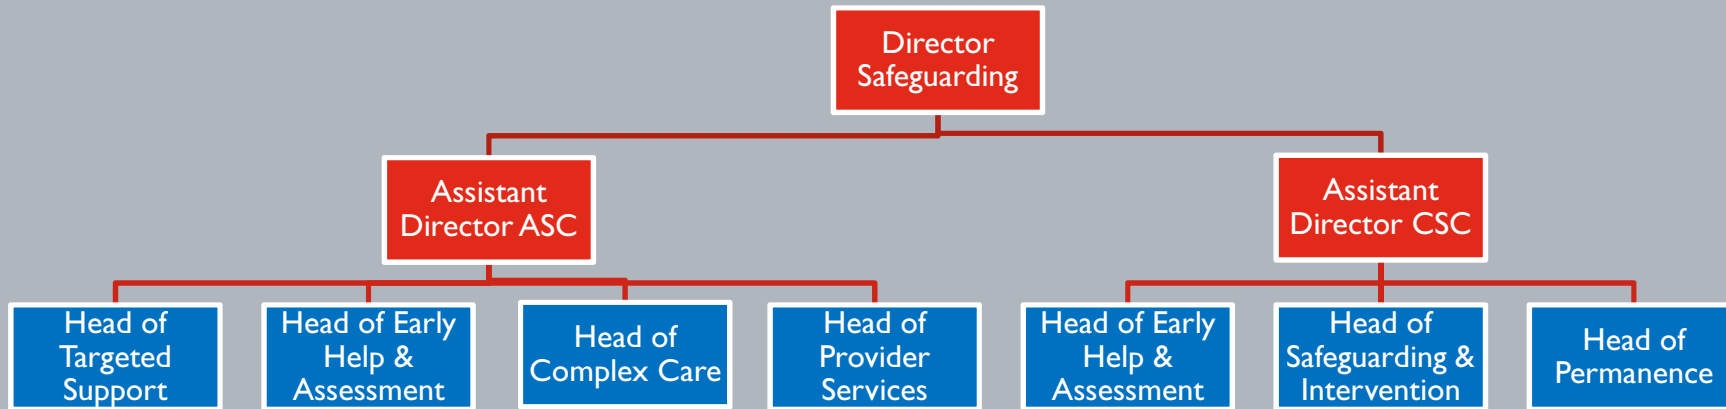 Director
Safeguarding
Assistant
Director ASC
Assistant
Director CSC
Head of
Targeted
Support
Head of Early
Help &
Assessment
Head of
Complex Care
Head of
Provider
Services
Head of Early
Help &
Assessment
Head of
Safeguarding &
Intervention
Head of
Permanence